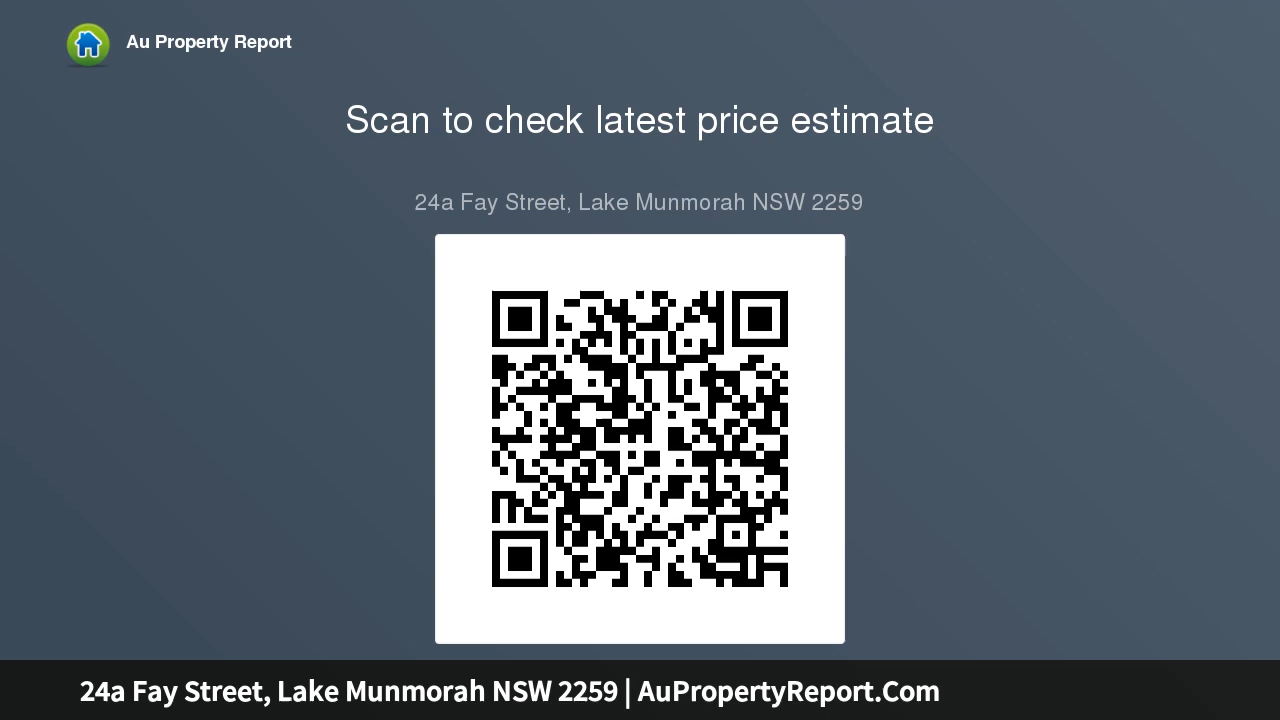 Au Property Report
Scan to check latest price estimate
24a Fay Street, Lake Munmorah NSW 2259
24a Fay Street, Lake Munmorah NSW 2259 | AuPropertyReport.Com